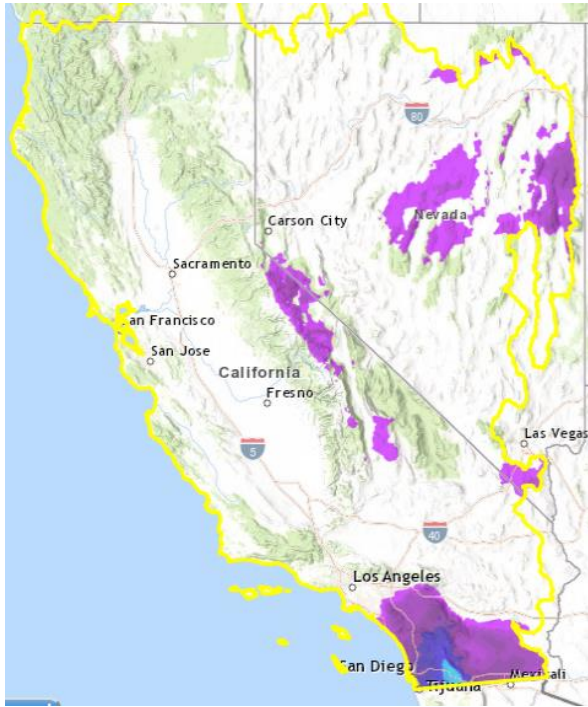 80
Carson City
Nevada
Sacramento
San Francisco
San Jose
California
Fresno
5
Las Vegas
40
Los Angeles
San Diego
Tijuana
Mexicali